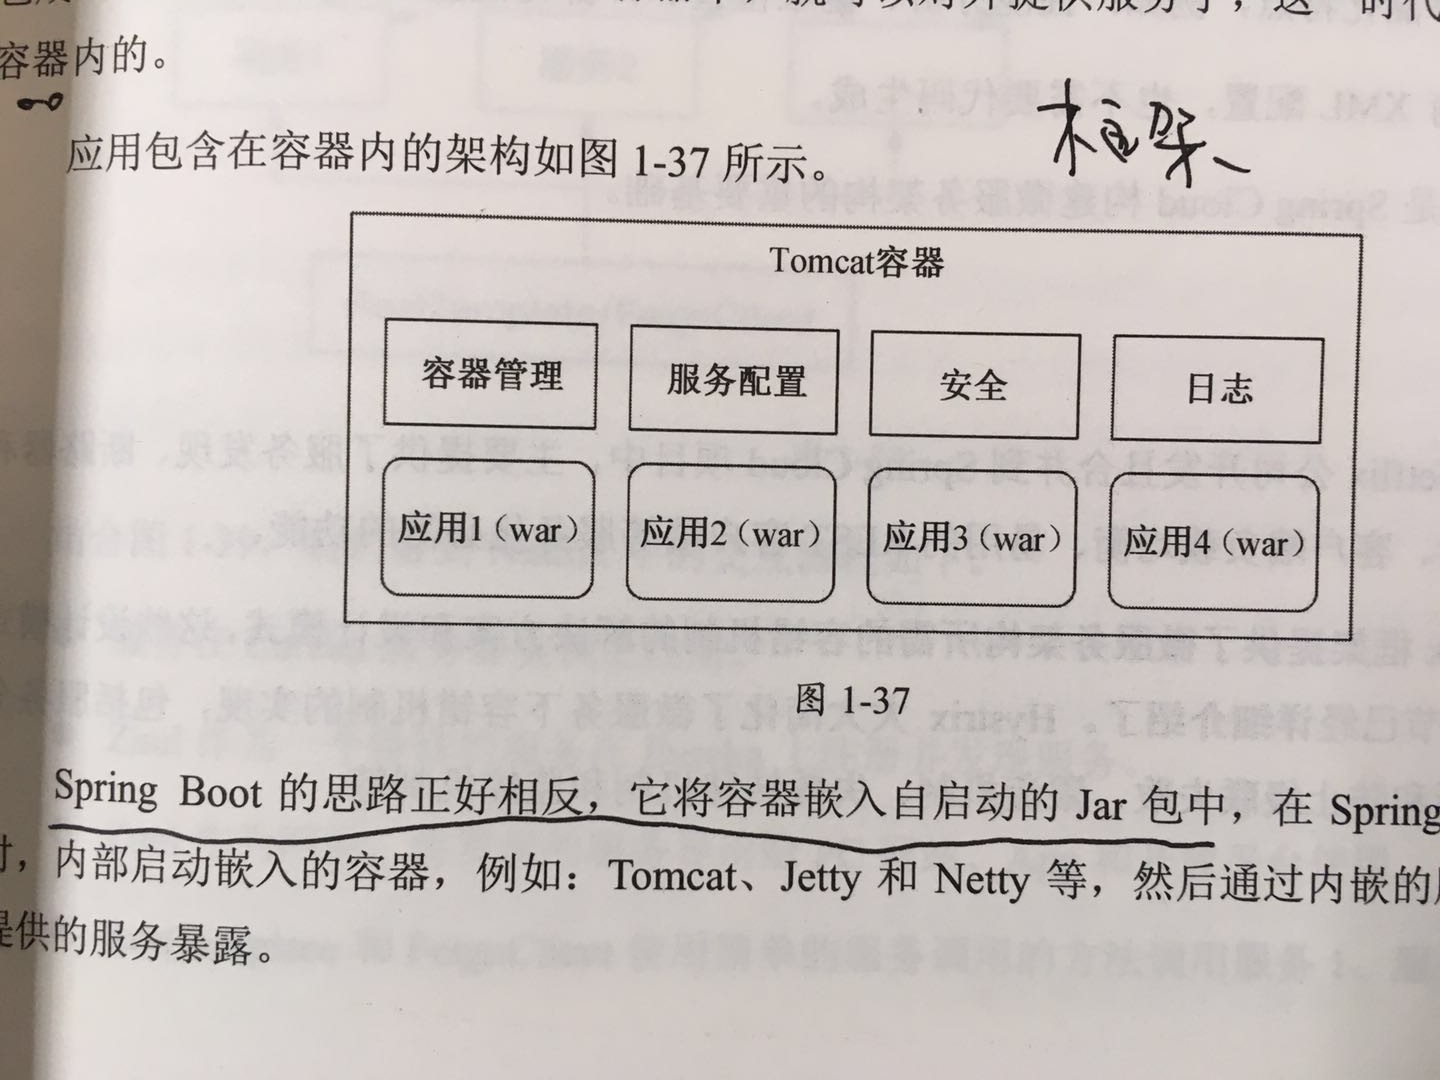 就可以对外提供服务了，这一时代
容器内的。
框架
应用包含在容器内的架构如图 1-37 所示。
Tomcat容器
容器管理 服务配置 安全 日志
应用1（war） 应用2（war） 应用3（war） 应用4（war）
图 1-37
Spring Boot 的思路正好相反，它将容器嵌入自启动的 Jar 包中，在 Spring
时，内部启动嵌入的容器，例如：Tomcat、Jetty 和 Netty 等，然后通过内嵌的
提供的服务暴露。